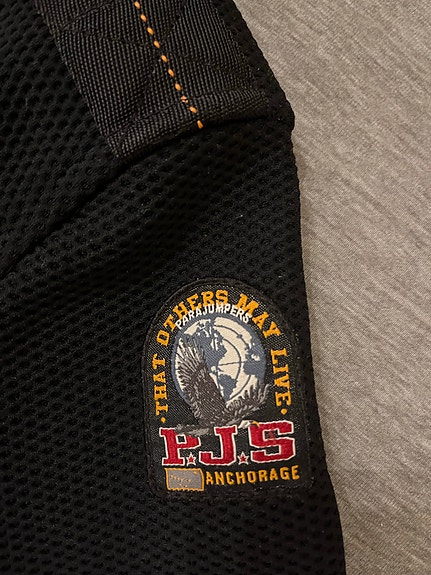 ·THAT OTHERS MAY LIVE·
PARAJUMPERS
P.J.S
ANCHORAGE